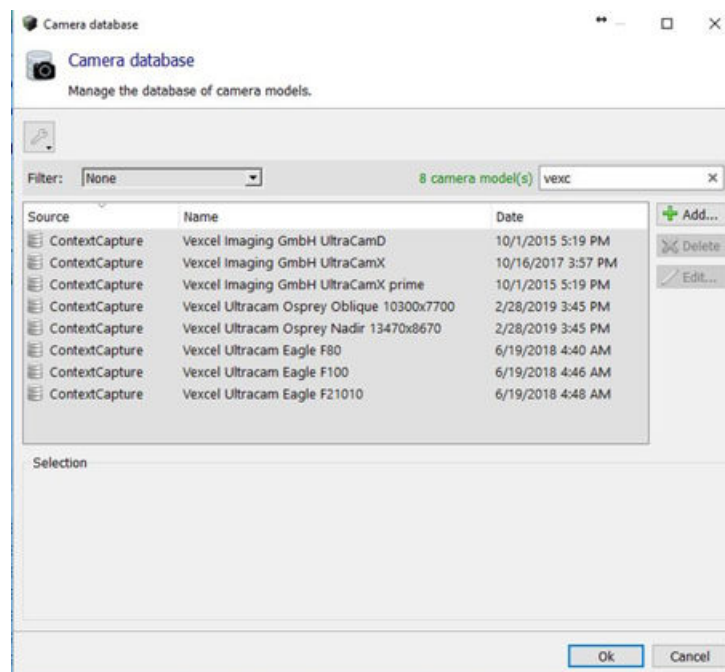 Camera database
Camera database
Manage the database of camera models.
Filter: None 8 camera model(s) vexc
Source Name Date
ContextCapture Vexcel Imaging GmbH UltraCamD 10/1/2015 5:19 PM
ContextCapture Vexcel Imaging GmbH UltraCamX 10/16/2017 3:57 PM
ContextCapture Vexcel Imaging GmbH UltraCamX prime 10/1/2015 5:19 PM
ContextCapture Vexcel Ultracam Osprey Oblique 10300x7700 2/28/2019 3:45 PM
ContextCapture Vexcel Ultracam Osprey Nadir 13470x8670 2/28/2019 3:45 PM
ContextCapture Vexcel Ultracam Eagle F80 6/19/2018 4:40 AM
ContextCapture Vexcel Ultracam Eagle F100 6/19/2018 4:46 AM
ContextCapture Vexcel Ultracam Eagle F21010 6/19/2018 4:48 AM
Add...
Delete
Edit...
Selection
Ok Cancel